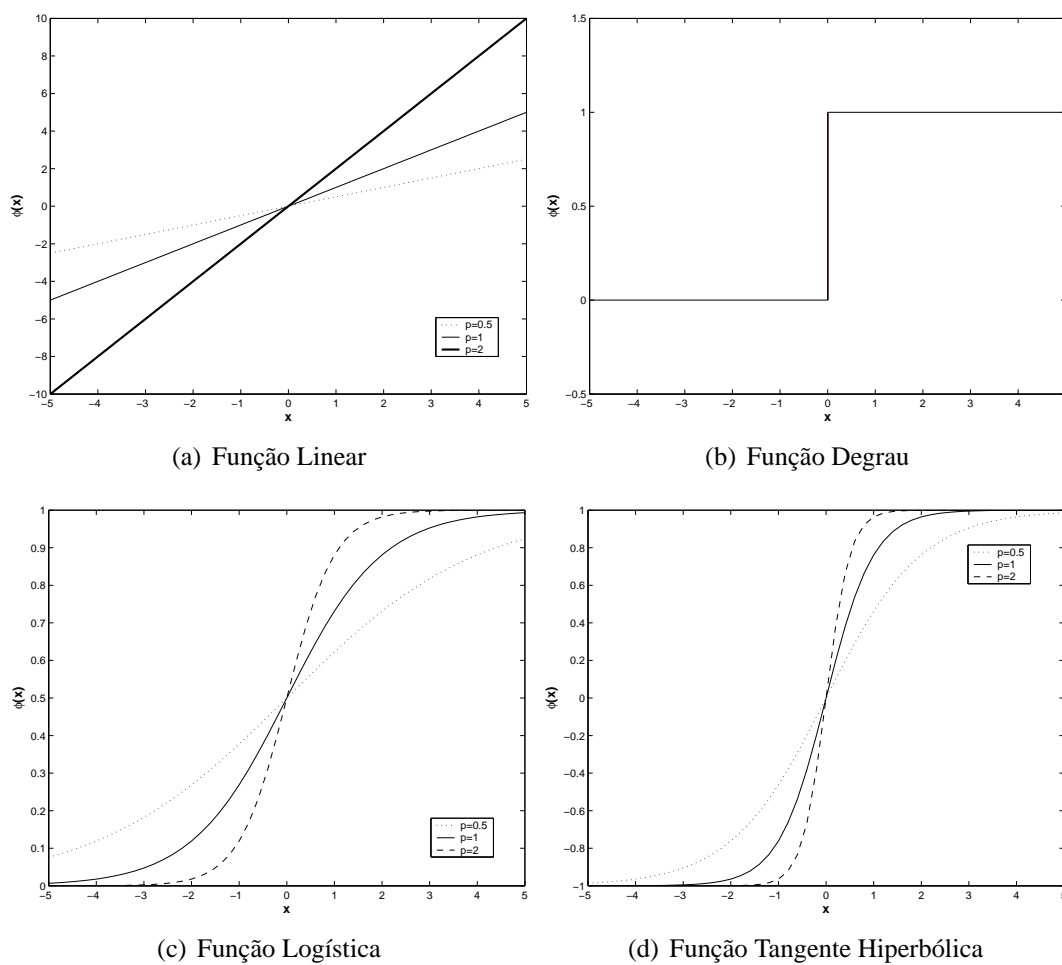 10
8
6
4
2
0
−2
−4
−6
−8
−10
ϕ(x)
−5 −4 −3 −2 −1 0 1 2 3 4 5
x
p=0.5
p=1
p=2
(a) Função Linear
1.5
1
0.5
0
−0.5
ϕ(x)
−5 −4 −3 −2 −1 0 1 2 3 4 5
x
(b) Função Degrau
1
0.9
0.8
0.7
0.6
0.5
0.4
0.3
0.2
0.1
0
ϕ(x)
−5 −4 −3 −2 −1 0 1 2 3 4 5
x
p=0.5
p=1
p=2
(c) Função Logística
1
0.8
0.6
0.4
0.2
0
−0.2
−0.4
−0.6
−0.8
−1
ϕ(x)
−5 −4 −3 −2 −1 0 1 2 3 4 5
x
p=0.5
p=1
p=2
(d) Função Tangente Hiperbólica